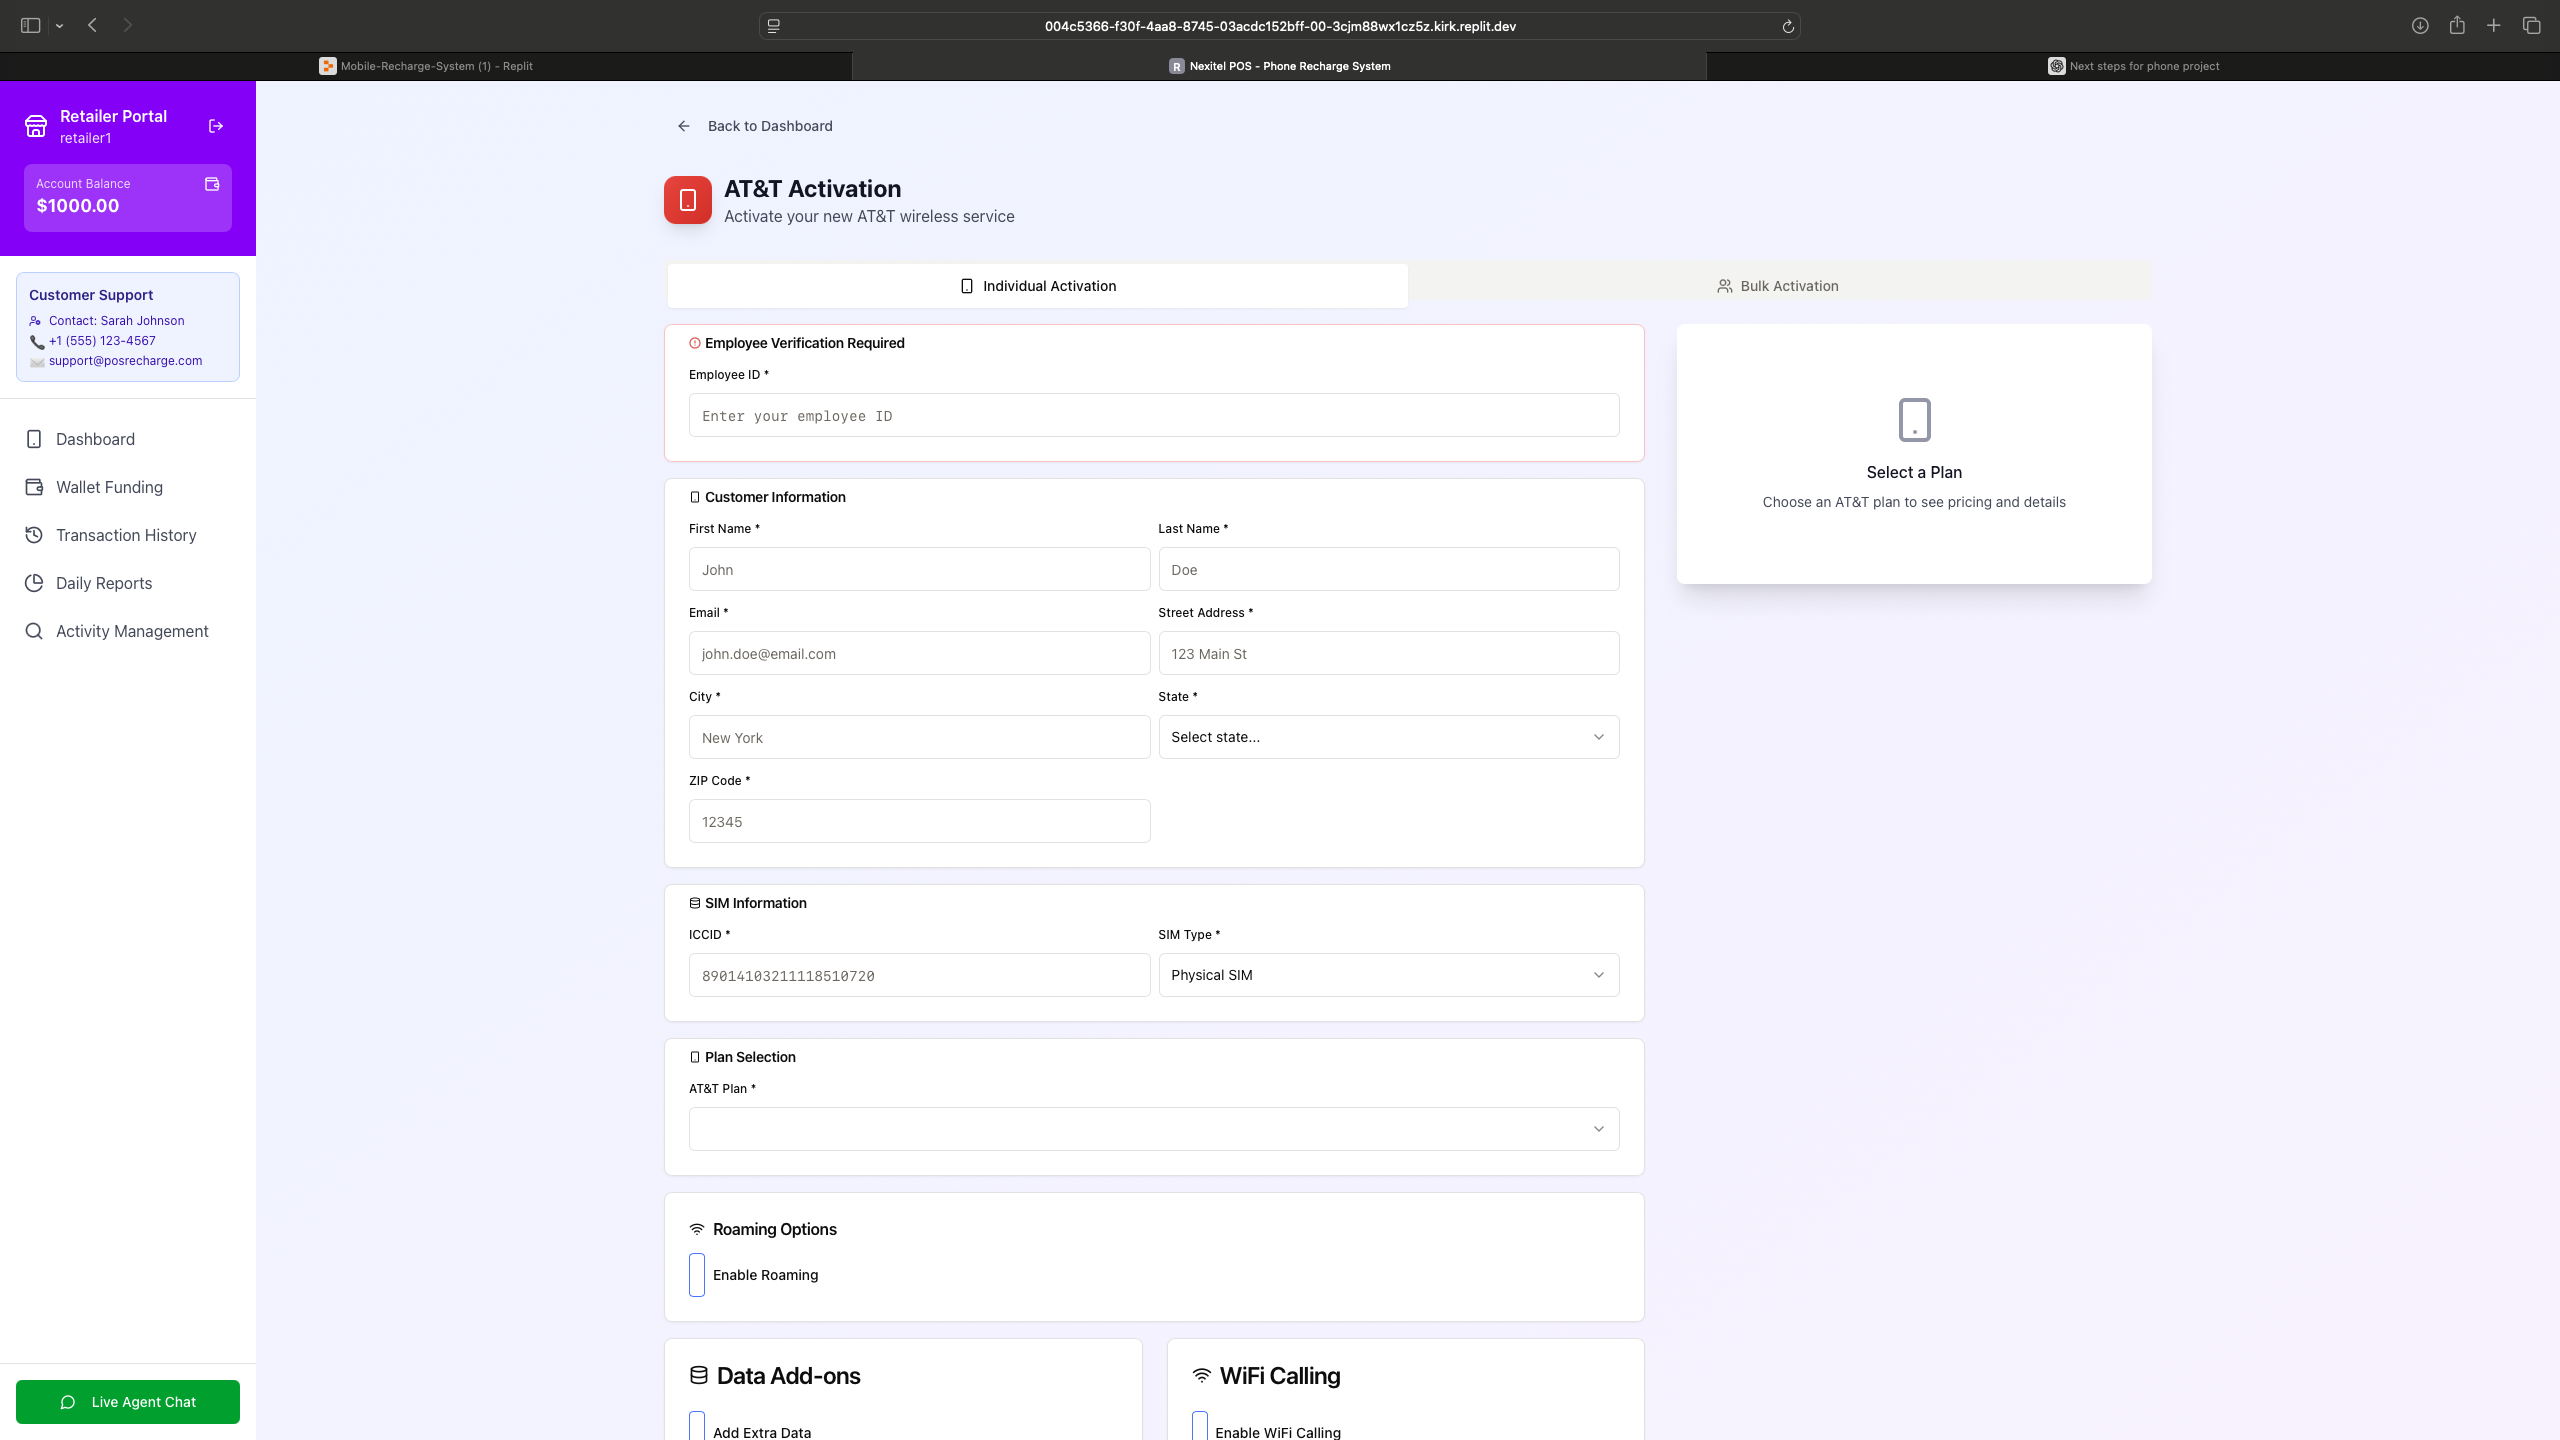 004c5366-f30f-4aa8-8745-03acdc152bff-00-3cjm88wx1cz5z.kirk.replit.dev
Mobile-Recharge-System (1) - Replit
R Nexitel POS - Phone Recharge System
Next steps for phone project
Retailer Portal
retailer1
Account Balance
$1000.00
Customer Support
Contact: Sarah Johnson
+1 (555) 123-4567
support@posrecharge.com
Dashboard
Wallet Funding
Transaction History
Daily Reports
Activity Management
Live Agent Chat
Back to Dashboard
AT&T Activation
Activate your new AT&T wireless service
Individual Activation
Bulk Activation
Employee Verification Required
Employee ID *
Enter your employee ID
Customer Information
First Name *
Last Name *
John
Doe
Email *
Street Address *
john.doe@email.com
123 Main St
City *
State *
New York
Select state...
ZIP Code *
12345
SIM Information
ICCID *
SIM Type *
89014103211118510720
Physical SIM
Plan Selection
AT&T Plan *
Roaming Options
Enable Roaming
Data Add-ons
WiFi Calling
Add Extra Data
Enable WiFi Calling
Select a Plan
Choose an AT&T plan to see pricing and details